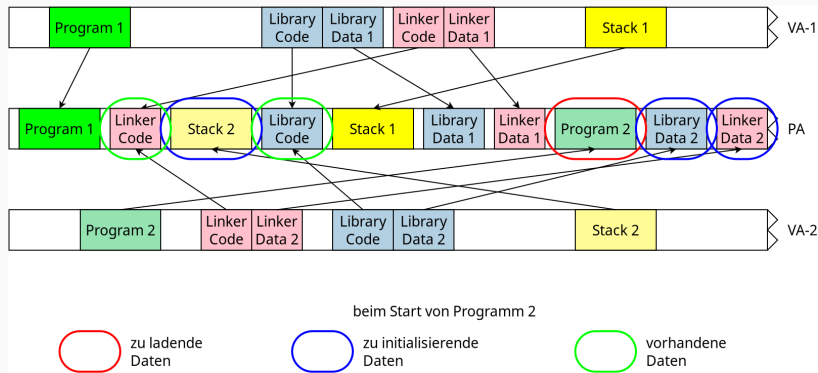 Program 1
Library
Code
Library
Data 1
Linker
Code
Linker
Data 1
Stack 1
VA-1
Program 1
Linker
Code
Stack 2
Library
Code
Stack 1
Library
Data 1
Linker
Data 1
Program 2
Library
Data 2
Linker
Data 2
PA
Program 2
Linker
Code
Linker
Data 2
Library
Code
Library
Data 2
Stack 2
VA-2
beim Start von Programm 2
zu ladende
Daten
zu initialisierende
Daten
vorhandene
Daten